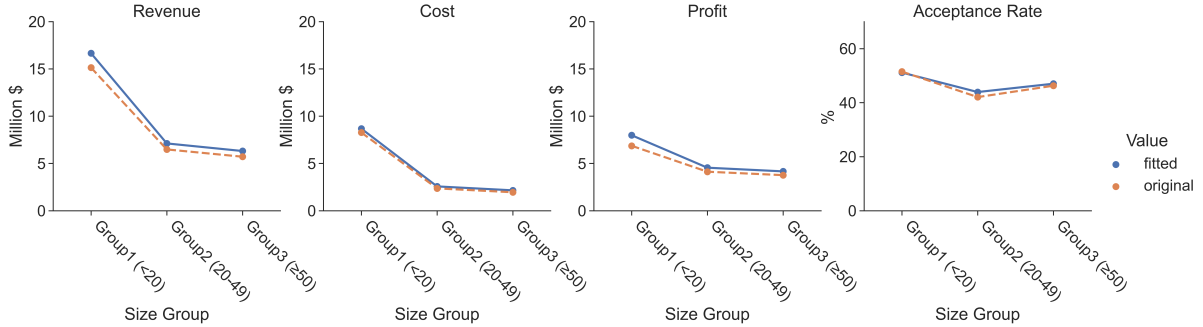 Revenue
20
15
10
5
0
Million $
Group1 (<20)
Group2 (20-49)
Group3 (≥50)
Size Group
Cost
20
15
10
5
0
Million $
Group1 (<20)
Group2 (20-49)
Group3 (≥50)
Size Group
Profit
20
15
10
5
0
Million $
Group1 (<20)
Group2 (20-49)
Group3 (≥50)
Size Group
Acceptance Rate
60
40
20
0
%
Group1 (<20)
Group2 (20-49)
Group3 (≥50)
Size Group
Value
fitted
original